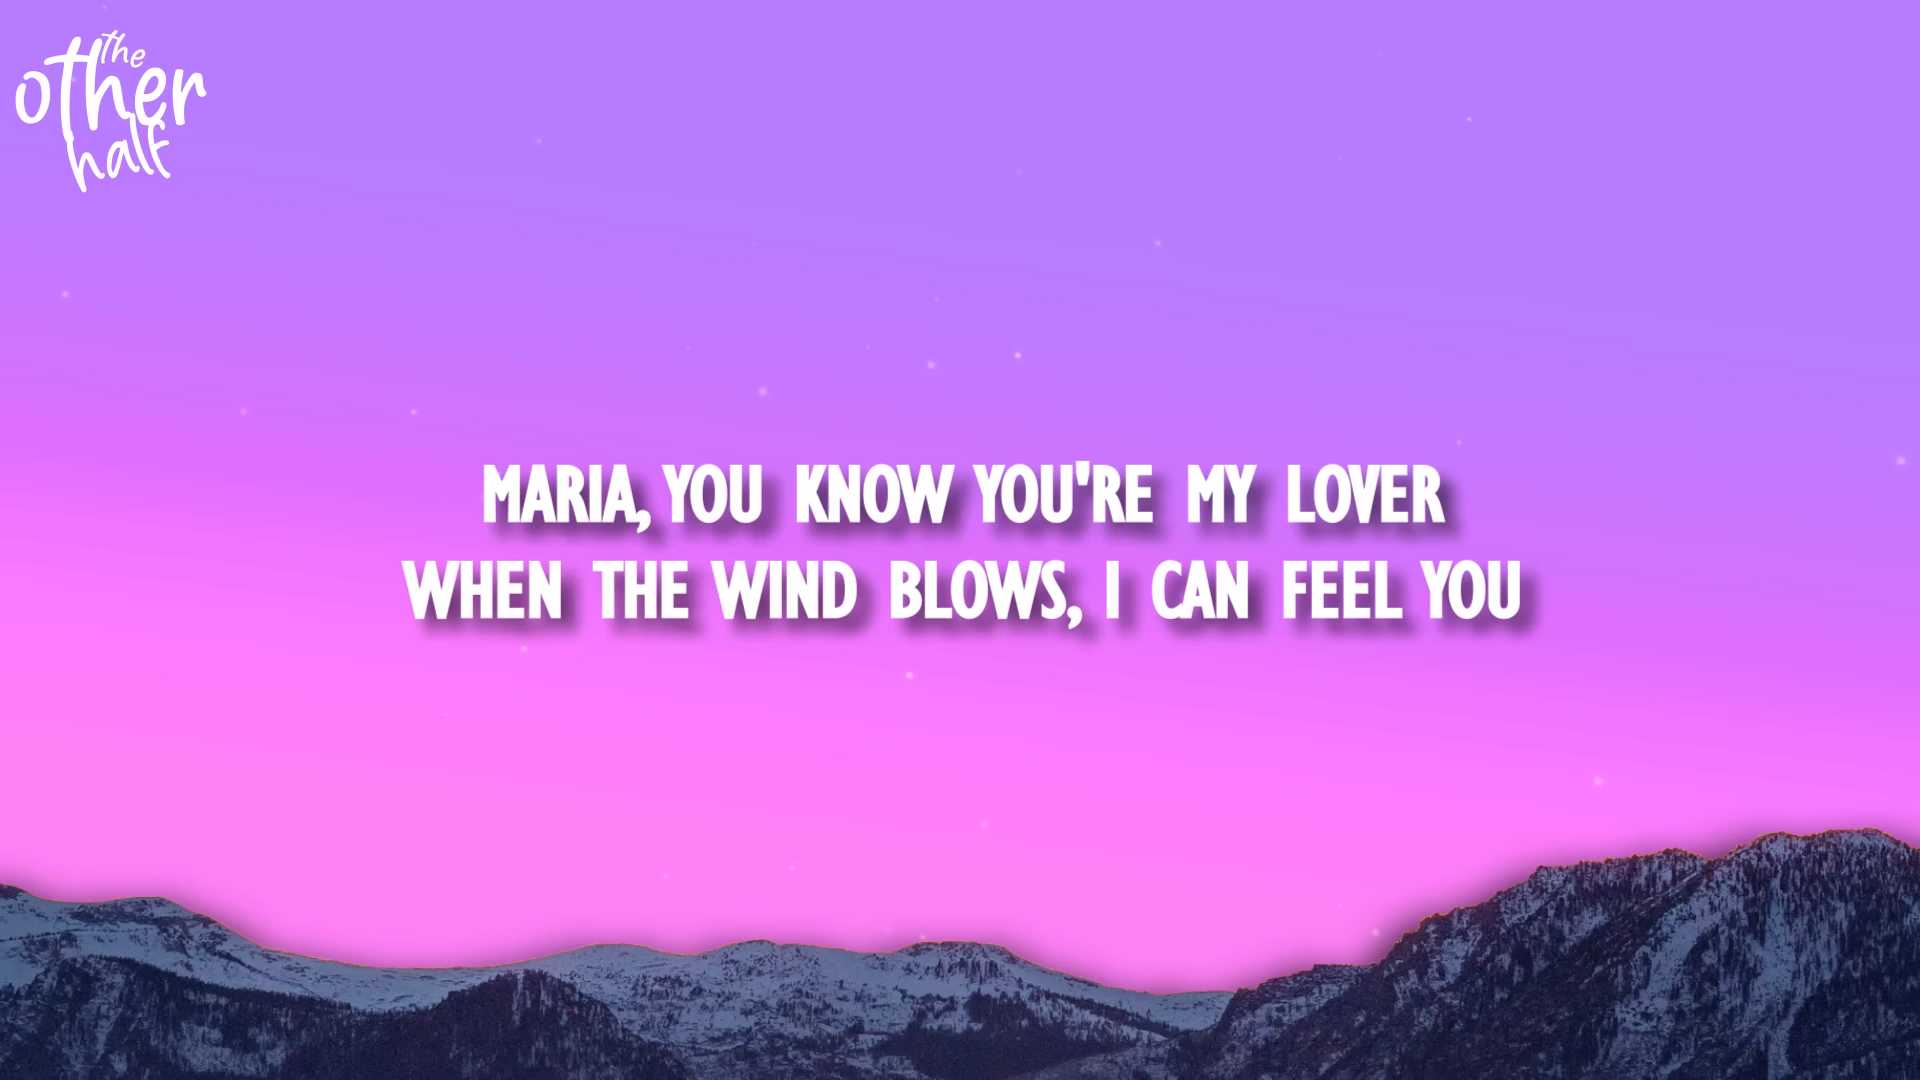 the
other
half
MARIA, YOU KNOW YOU'RE MY LOVER
WHEN THE WIND BLOWS, I CAN FEEL YOU